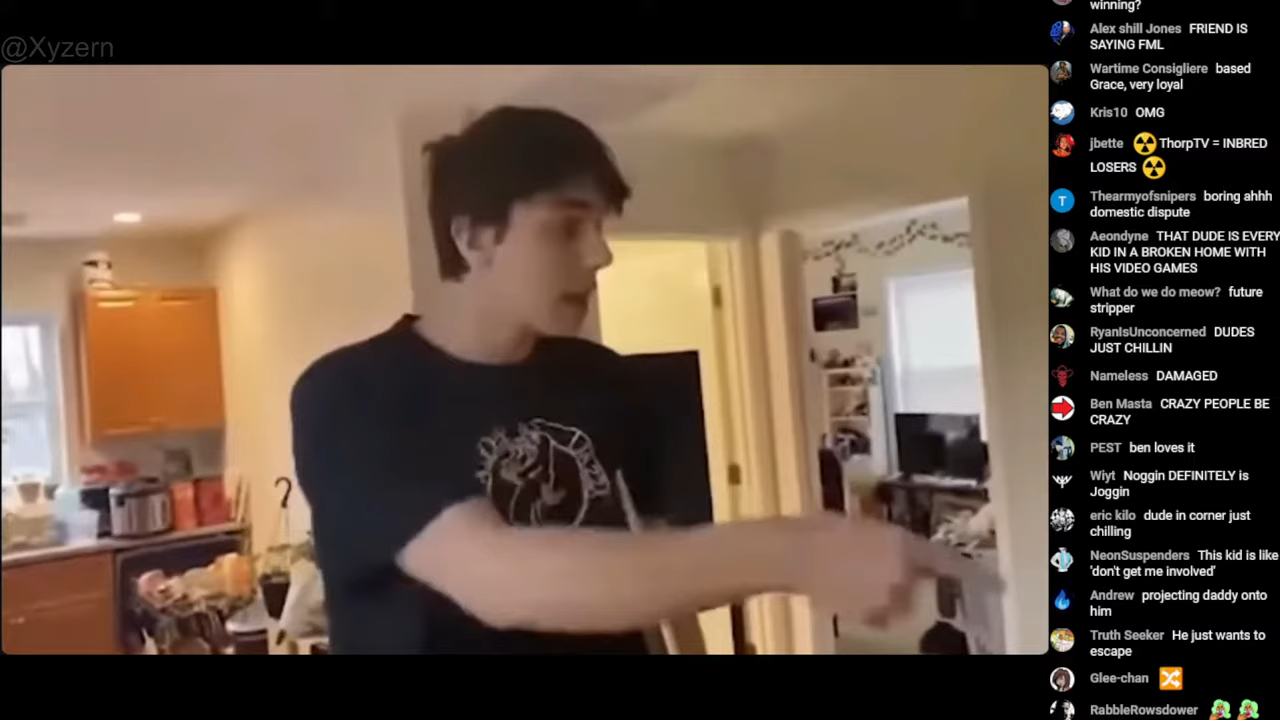 winning?
@Xyzern
Alex shill Jones FRIEND IS
SAYING FML
Wartime Consigliere based
Grace, very loyal
Kris10 OMG
jbette ☢ThorpTV = INBRED
LOSERS ☢
Thearmyofsnipers boring ahhh
domestic dispute
Aeondyne THAT DUDE IS EVERY
KID IN A BROKEN HOME WITH
HIS VIDEO GAMES
What do we do meow? future
stripper
RyanIsUnconcerned DUDES
JUST CHILLIN
Nameless DAMAGED
Ben Masta CRAZY PEOPLE BE
CRAZY
PEST ben loves it
Wiyt Noggin DEFINITELY is
Joggin
eric kilo dude in corner just
chilling
NeonSuspenders This kid is like
'don't get me involved'
Andrew projecting daddy onto
him
T
Truth Seeker He just wants to
escape
Glee-chan 🔀
RabbleRowsdower